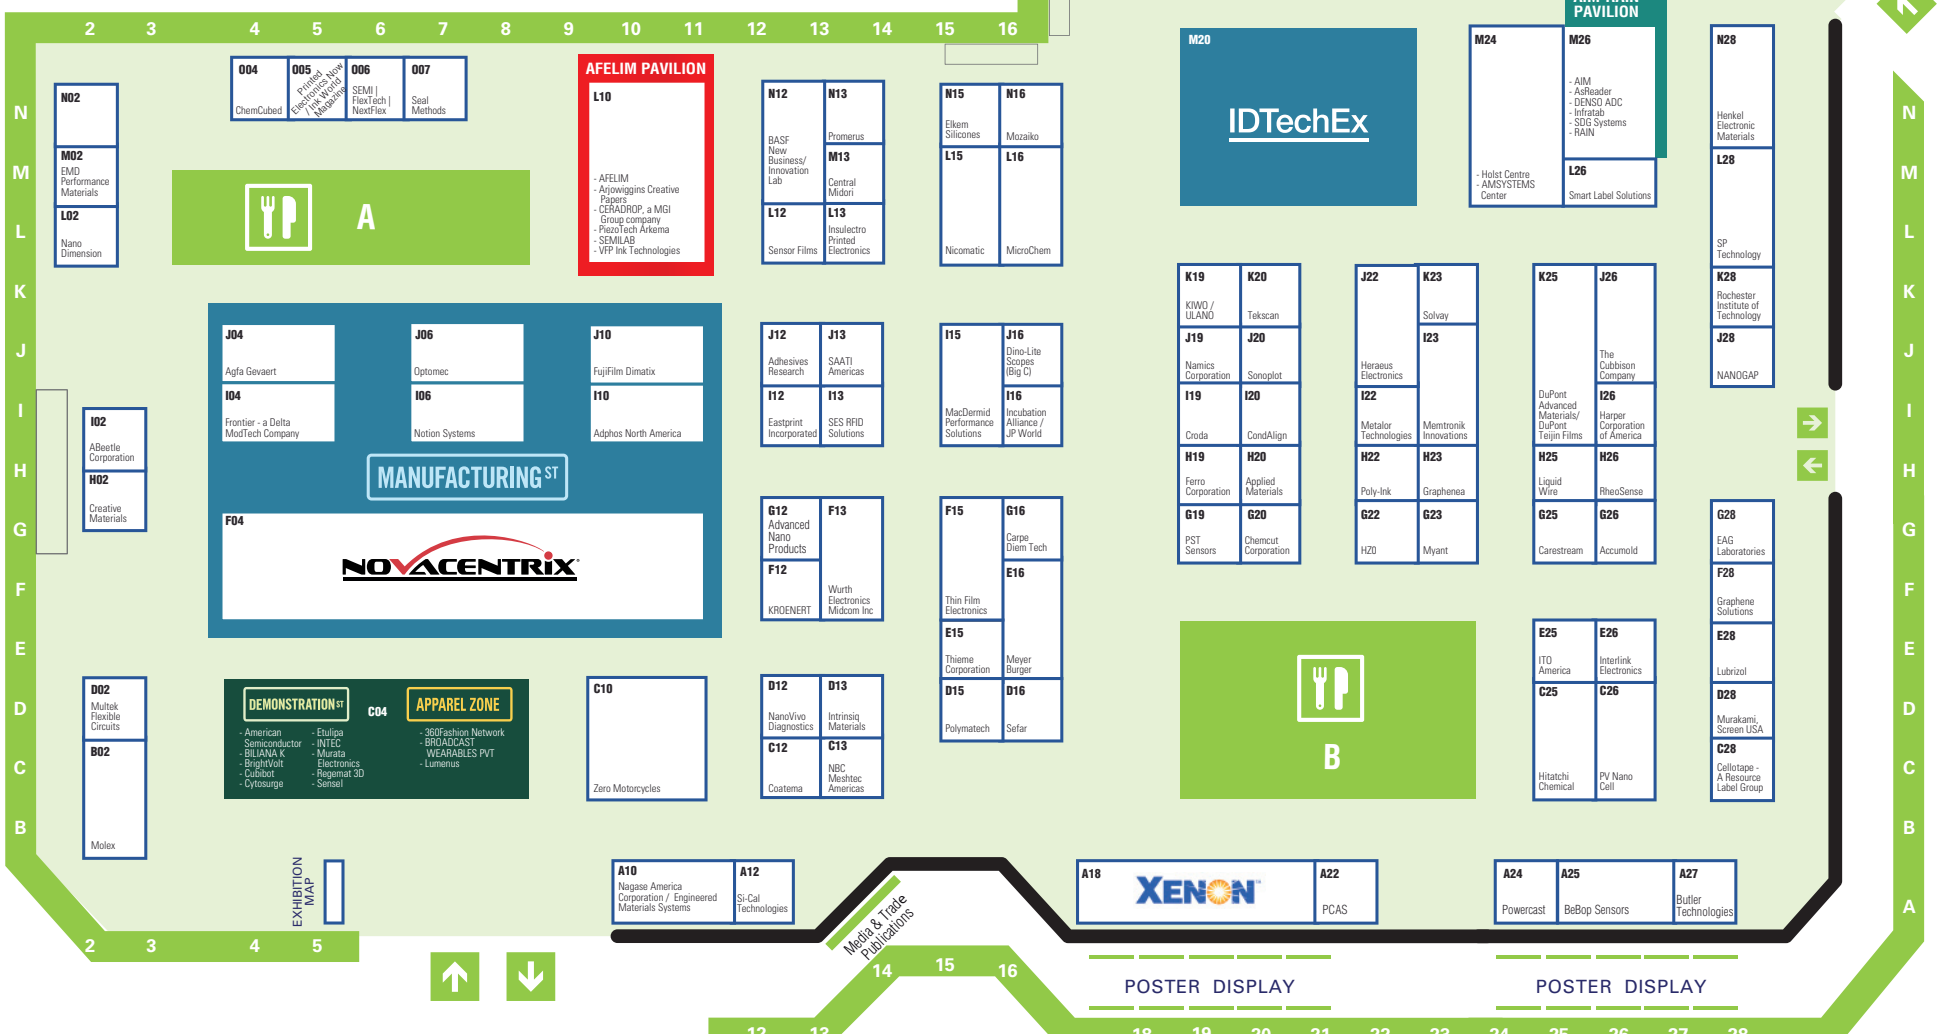 2 3 4 5 6 7 8 9 10 11 12 13 15 16
PAVILION
N
M
L
K
J
I
H
G
F
E
D
C
B
N02
M02
EMD
Performance
Materials
L02
Nano
Dimension
004
ChemCubed
005
Printed
Electronics Now
/ Ink World
Magazine
006
SEMI |
FlexTech |
NextFlex
007
Seal
Methods
A
AFELIM PAVILION
L10
- AFELIM
- Arjowiggins Creative
Papers
- CERADROP, a MGI
Group company
- PiezoTech Arkema
- SEMILAB
- VFP Ink Technologies
N12
BASF
New
Business/
Innovation
Lab
N13
Promerus
M13
Central
Midori
L12
Sensor Films
L13
Insulectro
Printed
Electronics
N15
Elkem
Silicones
N16
Mozaiko
L15
Nicomatic
L16
MicroChem
M20
IDTechEx
M24
- Holst Centre
- AMSYSTEMS
Center
M26
- AIM
- AsReader
- DENSO ADC
- Infratab
- SDG Systems
- RAIN
L26
Smart Label Solutions
N28
Henkel
Electronic
Materials
L28
SP
Technology
K28
Rochester
Institute of
Technology
J28
NANOGAP
J04
Agfa Gevaert
J06
Optomec
J10
FujiFilm Dimatix
I04
Frontier - a Delta
ModTech Company
I06
Notion Systems
I10
Adphos North America
MANUFACTURING ST
F04
NOVACENTRIX
I02
ABeetle
Corporation
H02
Creative
Materials
J12
Adhesives
Research
J13
SAATI
Americas
I12
Eastprint
Incorporated
I13
SES RFID
Solutions
I15
MacDermid
Performance
Solutions
J16
Dino-Lite
Scopes
(Big C)
I16
Incubation
Alliance /
JP World
K19
KIWO /
ULANO
K20
Tekscan
J19
Namics
Corporation
J20
Sonoplot
I19
Croda
I20
CondAlign
H19
Ferro
Corporation
H20
Applied
Materials
G19
PST
Sensors
G20
Chemcut
Corporation
J22
Heraeus
Electronics
K23
Solvay
I23
Memtronik
Innovations
I22
Metalor
Technologies
H22
Poly-Ink
H23
Graphenea
G22
HZO
G23
Myant
K25
DuPont
Advanced
Materials/
DuPont
Teijin Films
J26
The
Cubbison
Company
I26
Harper
Corporation
of America
H25
Liquid
Wire
H26
RheoSense
G25
Carestream
G26
Accumold
G12
Advanced
Nano
Products
F13
Wurth
Electronics
Midcom Inc
F12
KROENERT
F15
Thin Film
Electronics
G16
Carpe
Diem Tech
E16
Meyer
Burger
E15
Thieme
Corporation
D15
Polymatech
D16
Sefar
G28
EAG
Laboratories
F28
Graphene
Solutions
E28
Lubrizol
D28
Murakami,
Screen USA
C28
Cellotape -
A Resource
Label Group
E25
ITO
America
E26
Interlink
Electronics
C25
Hitatchi
Chemical
C26
PV Nano
Cell
B
D02
Multek
Flexible
Circuits
B02
Molex
DEMONSTRATION ST
C04
APPAREL ZONE
- American
Semiconductor
- BILIANA K
- BrightVolt
- Cubibot
- Cytosurge
- Etulipa
- INTEC
- Murata
Electronics
- Regemat 3D
- Sensel
- 360Fashion Network
- BROADCAST
WEARABLES PVT
- Lumenus
C10
Zero Motorcycles
D12
NanoVivo
Diagnostics
D13
Intrinsiq
Materials
C12
Coatema
C13
NBC
Meshtec
Americas
EXHIBITION
MAP
A10
Nagase America
Corporation / Engineered
Materials Systems
A12
Si-Cal
Technologies
Media & Trade
Publications
A18
XENON
A22
PCAS
A24
Powercast
A25
BeBop Sensors
A27
Butler
Technologies
N
M
L
K
J
I
H
G
F
E
D
C
B
A
2 3 4 5
14 15 16
POSTER DISPLAY
POSTER DISPLAY
12 13 18 19 20 21 22 23 24 25 26 27 28